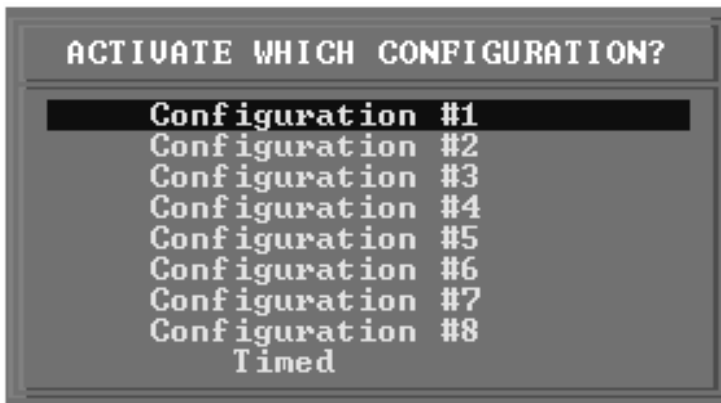 ACTIVATE WHICH CONFIGURATION?
Configuration #1
Configuration #2
Configuration #3
Configuration #4
Configuration #5
Configuration #6
Configuration #7
Configuration #8
Timed